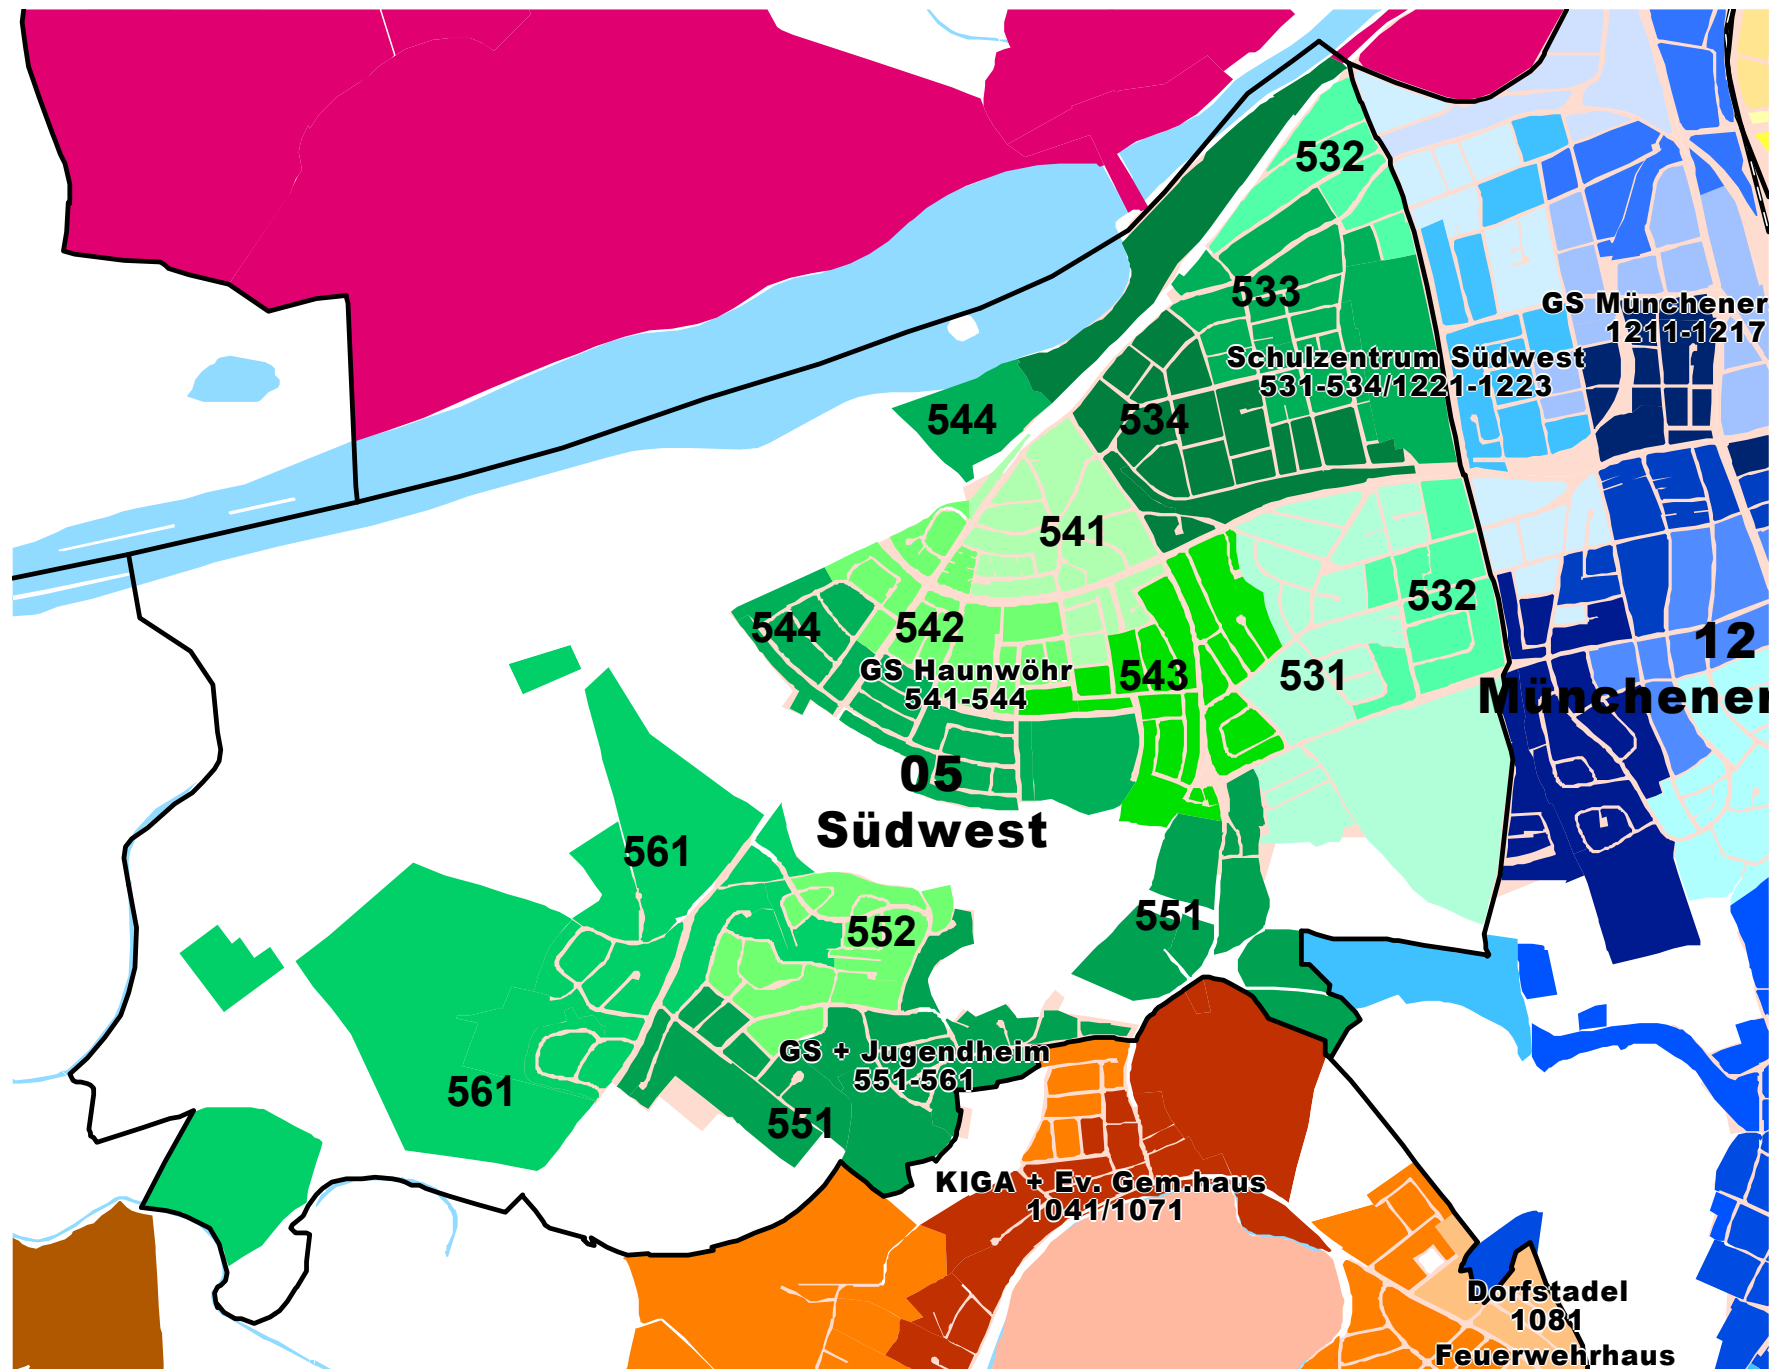 532
533
GS Münchener
1211-1217
Schulzentrum Südwest
531-534/1221-1223
544
534
541
532
544
542
GS Haunwöhr
541-544
543
531
12
Münchener
05
Südwest
561
552
551
GS + Jugendheim
551-561
561
551
KIGA + Ev. Gem.haus
1041/1071
Dorfstadel
1081
Feuerwehrhaus